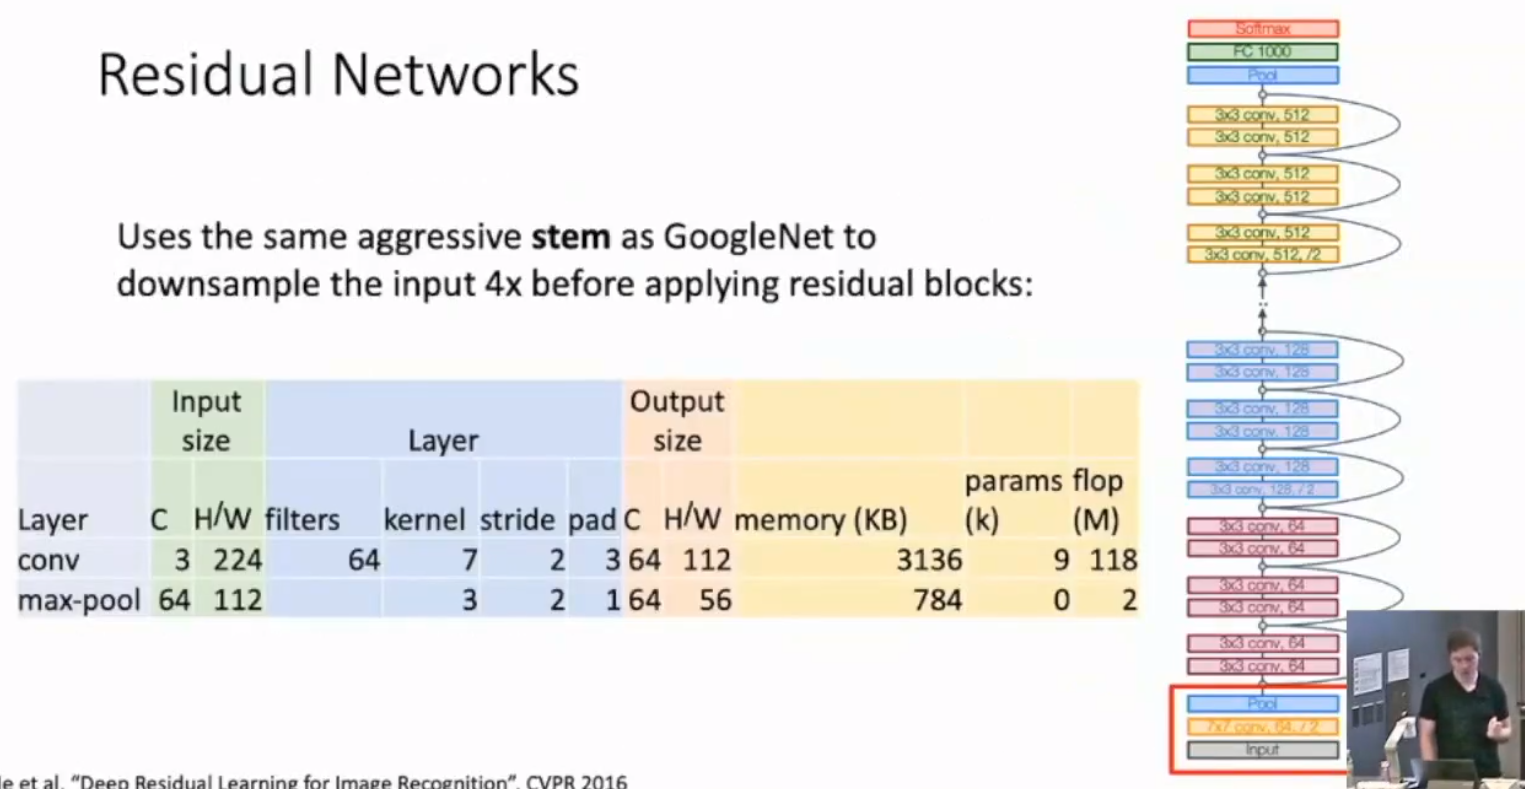 Residual Networks
Uses the same aggressive stem as GoogleNet to
downsample the input 4x before applying residual blocks:
Input size Layer Output size
Layer C H/W filters kernel stride pad C H/W memory (KB) params (k) flop (M)
conv 3 224 64 7 2 3 64 112 3136 9 118
max-pool 64 112 3 2 1 64 56 784 0 2
et al, "Deep Residual Learning for Image Recognition", CVPR 2016
Softmax
FC 1000
Pool
3x3 conv, 512
3x3 conv, 512
3x3 conv, 512
3x3 conv, 512
3x3 conv, 512
3x3 conv, 512, /2
..
3x3 conv, 128
3x3 conv, 128
3x3 conv, 128
3x3 conv, 128
3x3 conv, 128
3x3 conv, 128, /2
3x3 conv, 64
3x3 conv, 64
3x3 conv, 64
3x3 conv, 64
3x3 conv, 64
3x3 conv, 64
Pool
7x7 conv, 64, /2
Input